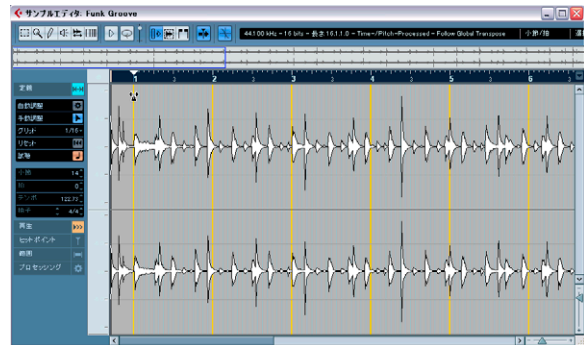 サンプルエディタ: Funk Groove
44.100 kHz - 16 bits - 長さ16.1.1.0 - Time-/Pitch-Processed - Follow Global Transpose
小節/拍
1 2 3 4 5 6
定義
自動調整
手動調整
グリッド 1/16
リセット
試聴
小節 14
拍 0
テンポ
拍子 4/4
再生
ヒットポイント
範囲
プロセッシング